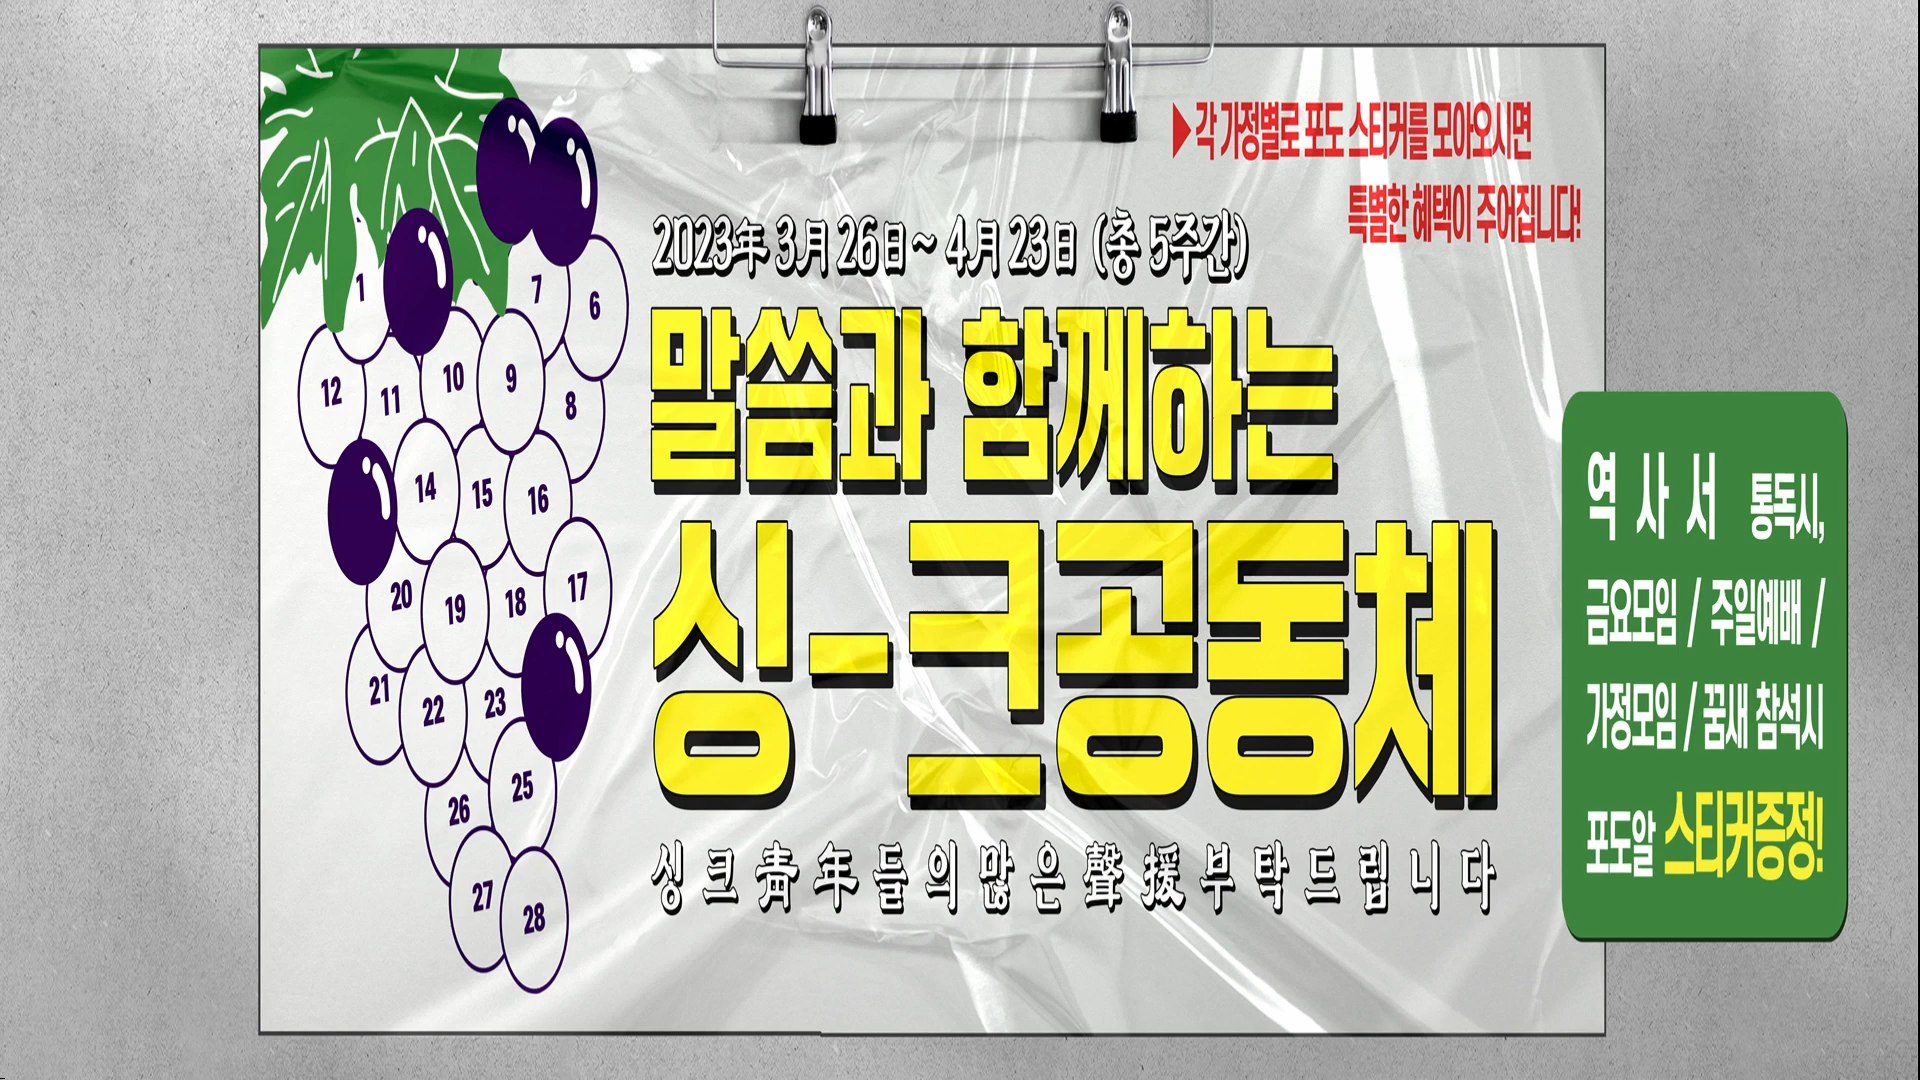 ▶각 가정별로 포도 스티커를 모아오시면
특별한 혜택이 주어집니다!
2023年 3月 26日~ 4月 23日 (총 5주간)
말씀과 함께하는
싱-크공동체
싱크靑年들의많은聲援부탁드립니다
역사서 통독시,
금요모임 / 주일예배 /
가정모임 / 꿈새 참석시
포도알 스티커증정!
1
7
6
12
11
10
9
8
14
15
16
20
19
18
17
21
22
23
26
25
27
28